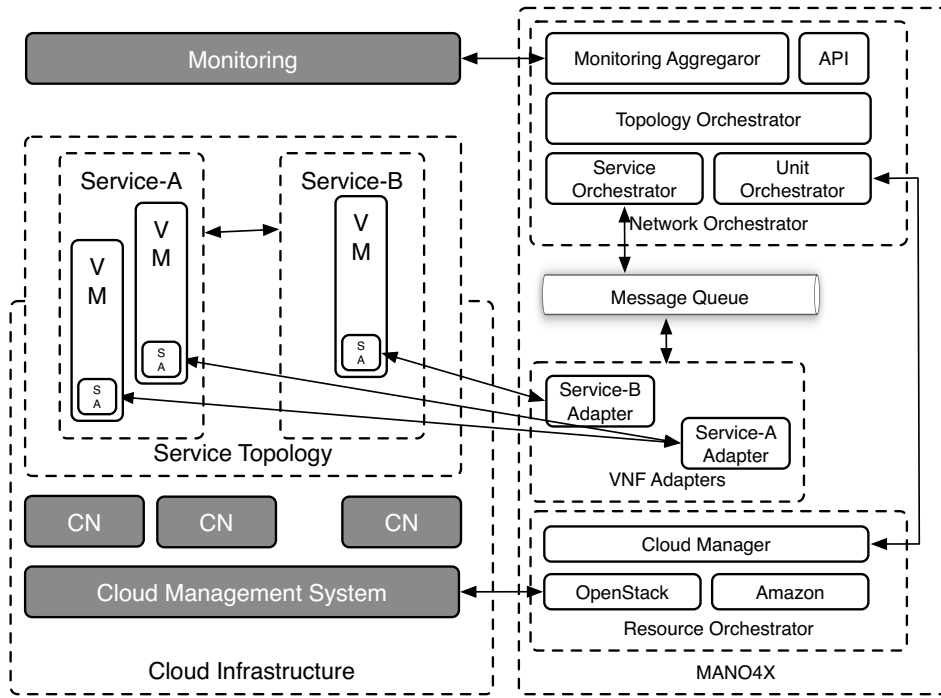 Monitoring
Service-A
Service-B
V
M
V
M
V
M
S
A
S
A
S
A
Service Topology
CN
CN
CN
Cloud Management System
Cloud Infrastructure
Monitoring Aggregaror
API
Topology Orchestrator
Service
Orchestrator
Unit
Orchestrator
Network Orchestrator
Message Queue
Service-B
Adapter
Service-A
Adapter
VNF Adapters
Cloud Manager
OpenStack
Amazon
Resource Orchestrator
MANO4X